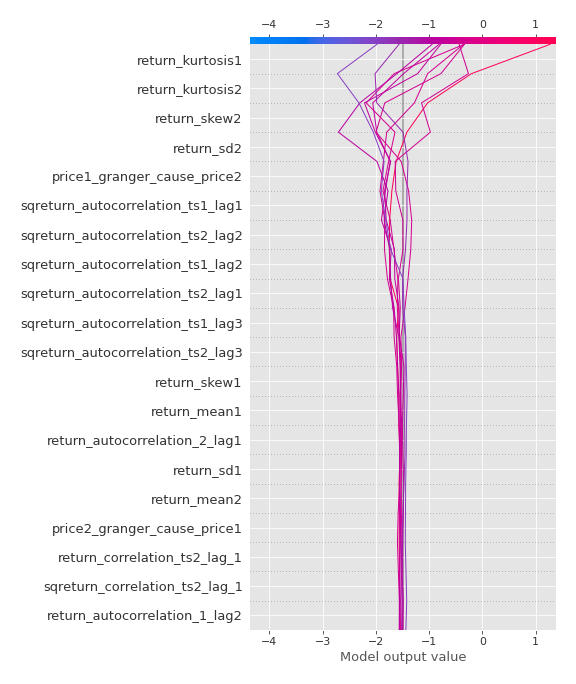 −4 −3 −2 −1 0 1
return_kurtosis1
return_kurtosis2
return_skew2
return_sd2
price1_granger_cause_price2
sqreturn_autocorrelation_ts1_lag1
sqreturn_autocorrelation_ts2_lag2
sqreturn_autocorrelation_ts1_lag2
sqreturn_autocorrelation_ts2_lag1
sqreturn_autocorrelation_ts1_lag3
sqreturn_autocorrelation_ts2_lag3
return_skew1
return_mean1
return_autocorrelation_2_lag1
return_sd1
return_mean2
price2_granger_cause_price1
return_correlation_ts2_lag_1
sqreturn_correlation_ts2_lag_1
return_autocorrelation_1_lag2
−4 −3 −2 −1 0 1
Model output value